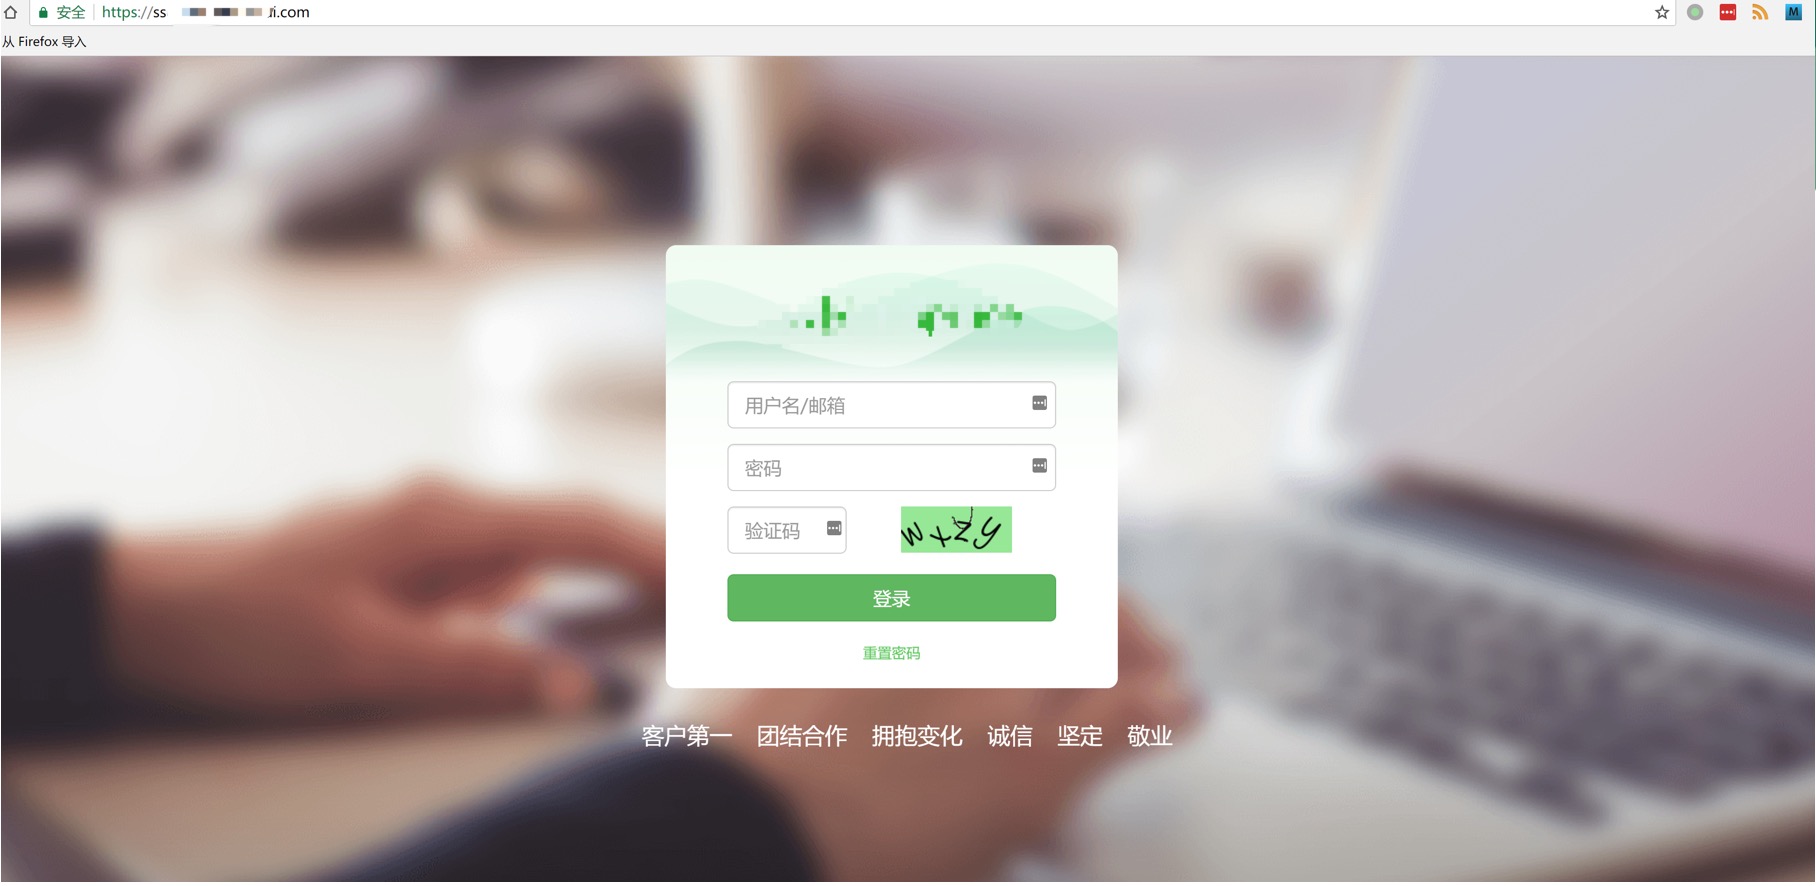 安全 https://ss i.com
从 Firefox 导入
用户名/邮箱
密码
验证码 wxzy
登录
重置密码
客户第一 团结合作 拥抱变化 诚信 坚定 敬业